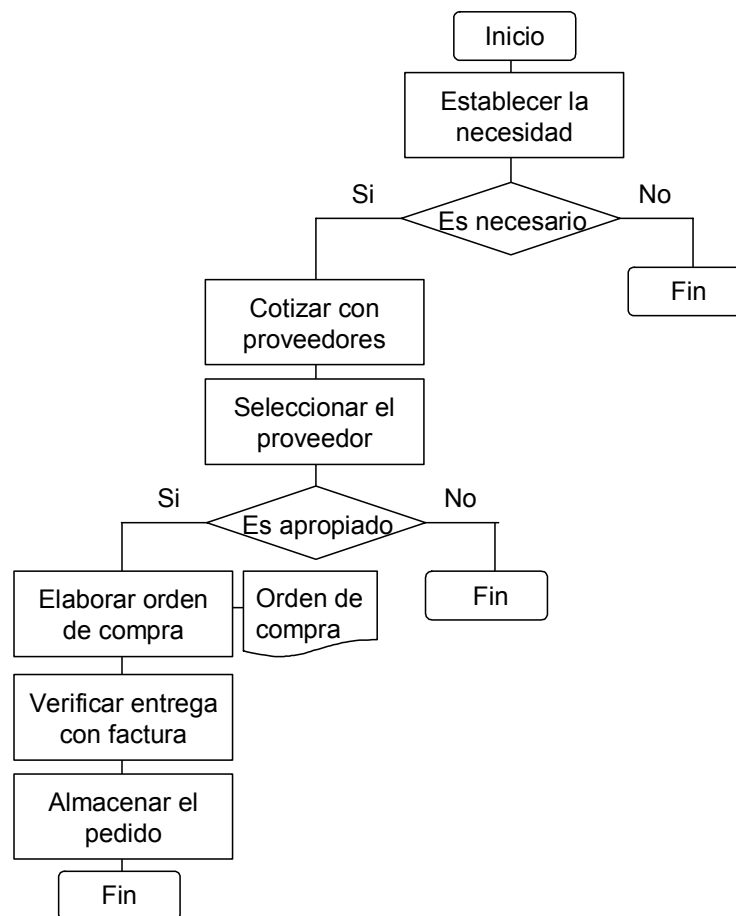 Inicio
Establecer la
necesidad
Si
No
Es necesario
Fin
Cotizar con
proveedores
Seleccionar el
proveedor
Si
No
Es apropiado
Fin
Elaborar orden
de compra
Orden de
compra
Verificar entrega
con factura
Almacenar el
pedido
Fin